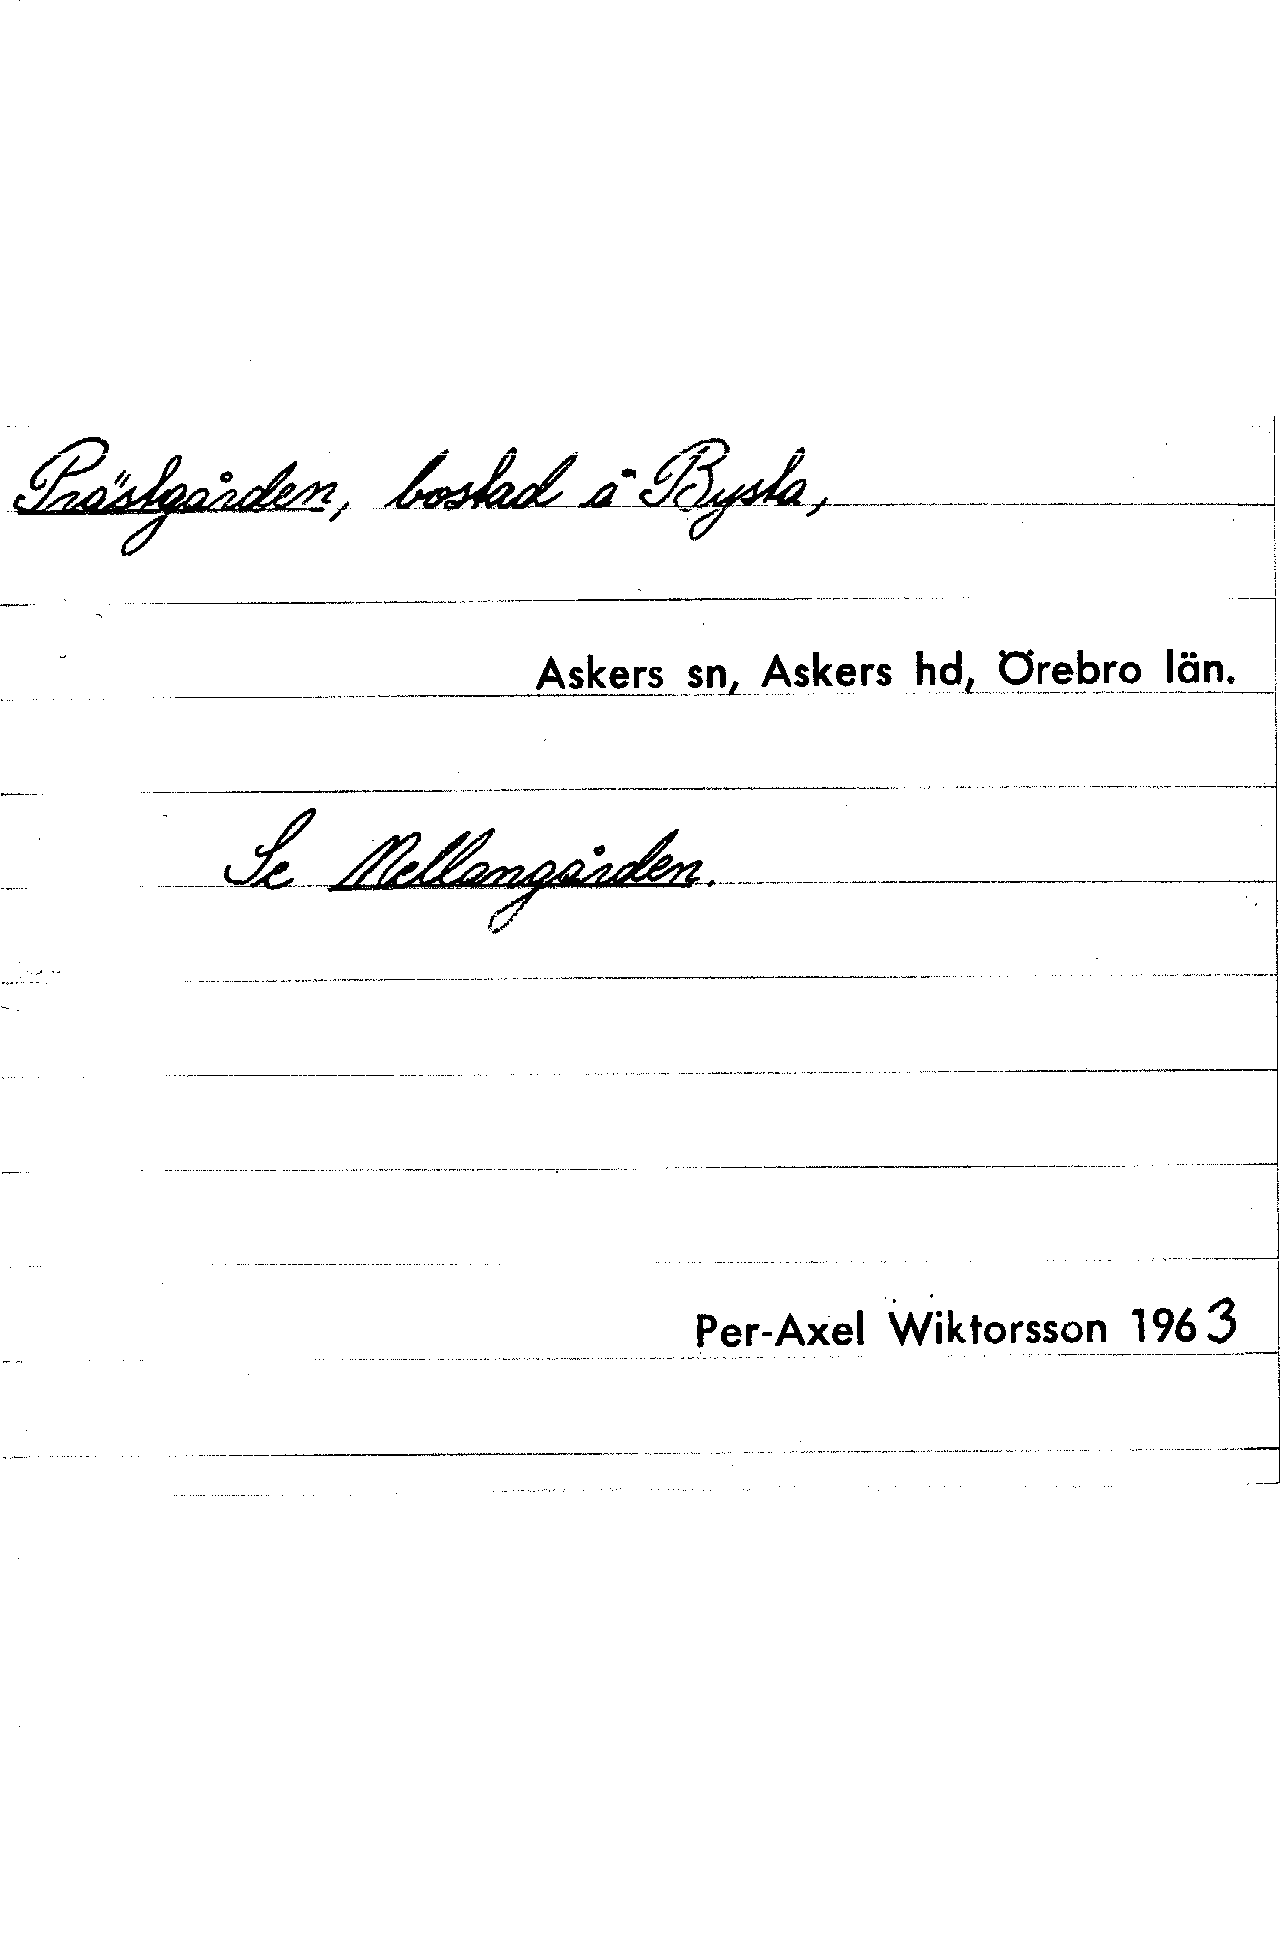 Prästgården, bostad å Bysta,
Askers sn, Askers hd, Örebro län.
Se Mellangården.
Per-Axel Wiktorsson 1963